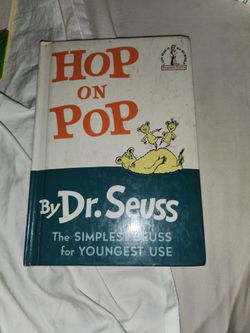 HOP
ON
POP
By Dr. Seuss
The SIMPLEST SEUSS
for YOUNGEST USE